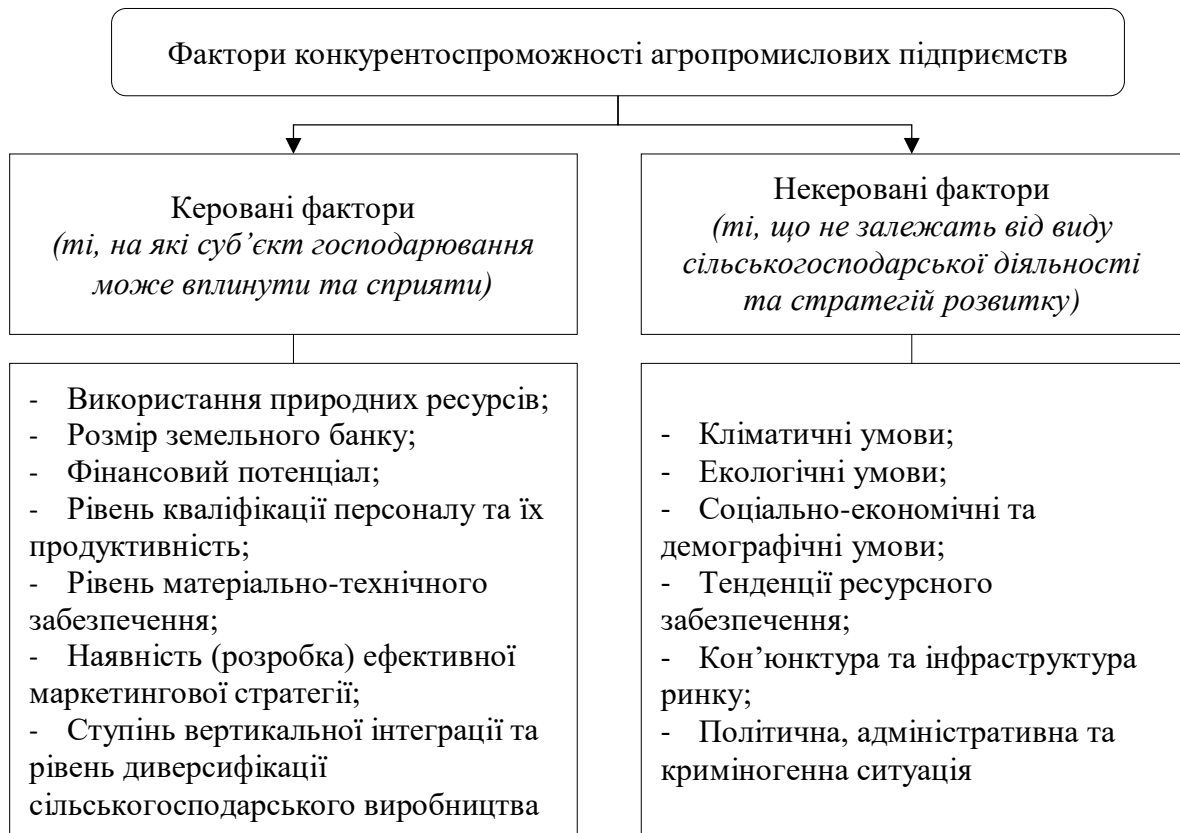 Фактори конкурентоспроможності агропромислових підприємств
Керовані фактори
(ті, на які суб’єкт господарювання
може вплинути та сприяти)
Некеровані фактори
(ті, що не залежать від виду
сільськогосподарської діяльності
та стратегій розвитку)
- Використання природних ресурсів;
- Розмір земельного банку;
- Фінансовий потенціал;
- Рівень кваліфікації персоналу та їх
продуктивність;
- Рівень матеріально-технічного
забезпечення;
- Наявність (розробка) ефективної
маркетингової стратегії;
- Ступінь вертикальної інтеграції та
рівень диверсифікації
сільськогосподарського виробництва
- Кліматичні умови;
- Екологічні умови;
- Соціально-економічні та
демографічні умови;
- Тенденції ресурсного
забезпечення;
- Кон’юнктура та інфраструктура
ринку;
- Політична, адміністративна та
криміногенна ситуація